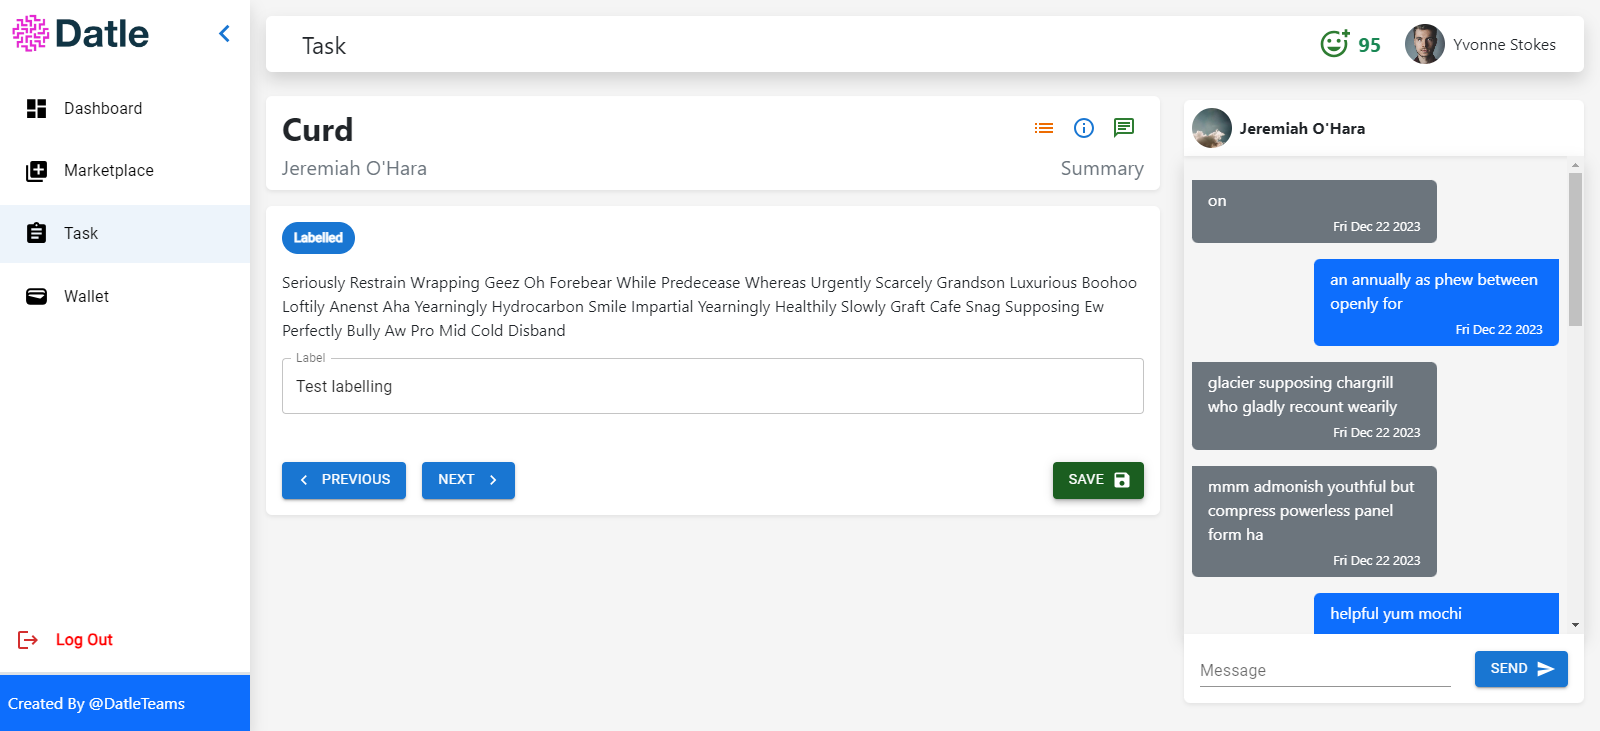 Datle
Dashboard
Marketplace
Task
Wallet
Log Out
Created By @DatleTeams
Task
95
Yvonne Stokes
Curd
Jeremiah O'Hara
Summary
Labelled
Seriously Restrain Wrapping Geez Oh Forebear While Predecease Whereas Urgently Scarcely Grandson Luxurious Boohoo
Loftily Anenst Aha Yearningly Hydrocarbon Smile Impartial Yearningly Healthily Slowly Graft Cafe Snag Supposing Ew
Perfectly Bully Aw Pro Mid Cold Disband
Label
Test labelling
PREVIOUS
NEXT
SAVE
Jeremiah O'Hara
on
Fri Dec 22 2023
an annually as phew between
openly for
Fri Dec 22 2023
glacier supposing chargrill
who gladly recount wearily
Fri Dec 22 2023
mmm admonish youthful but
compress powerless panel
form ha
Fri Dec 22 2023
helpful yum mochi
Message
SEND